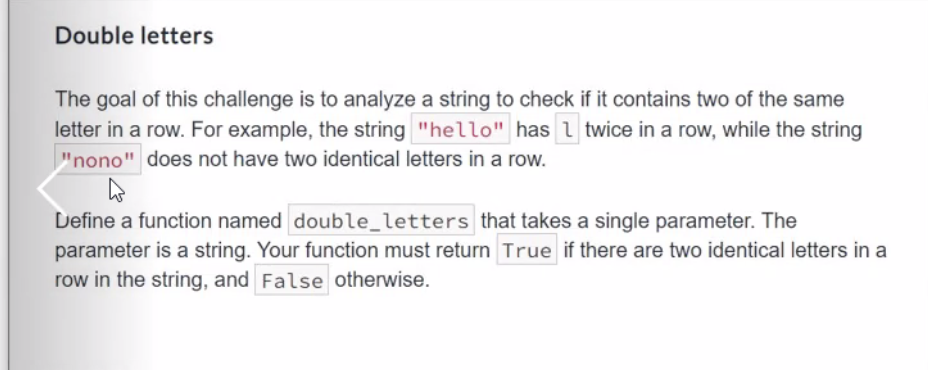 Double letters
The goal of this challenge is to analyze a string to check if it contains two of the same
letter in a row. For example, the string "hello" has l twice in a row, while the string
"nono" does not have two identical letters in a row.
Define a function named double_letters that takes a single parameter. The
parameter is a string. Your function must return True if there are two identical letters in a
row in the string, and False otherwise.